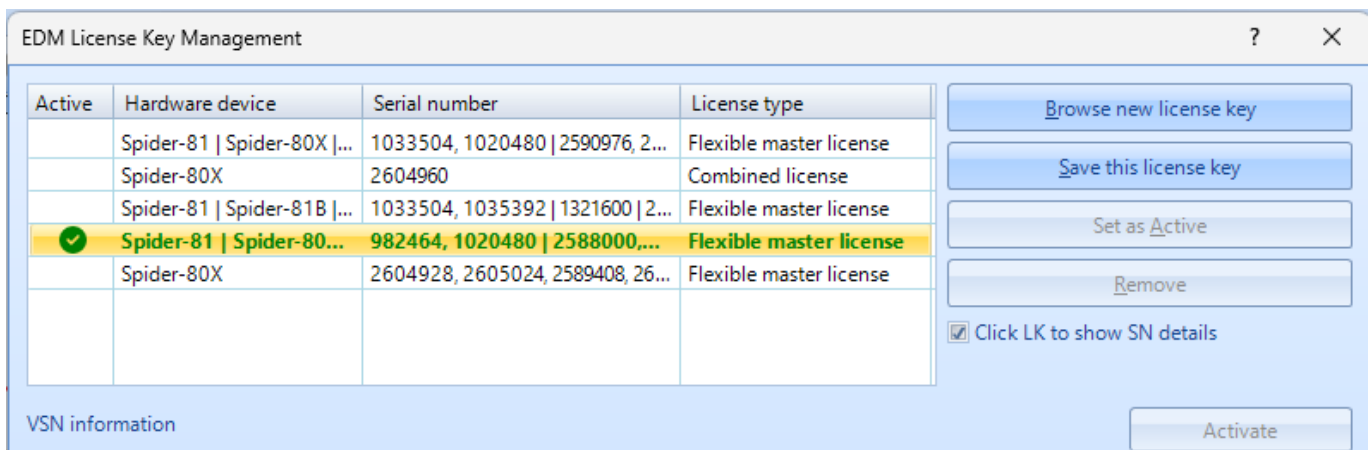 EDM License Key Management ? ×
Active Hardware device Serial number License type
Spider-81 | Spider-80X |... 1033504, 1020480 | 2590976, 2... Flexible master license
Spider-80X 2604960 Combined license
Spider-81 | Spider-81B |... 1033504, 1035392 | 1321600 | 2... Flexible master license
Spider-81 | Spider-80... 982464, 1020480 | 2588000,... Flexible master license
Spider-80X 2604928, 2605024, 2589408, 26... Flexible master license
Browse new license key
Save this license key
Set as Active
Remove
Click LK to show SN details
VSN information
Activate